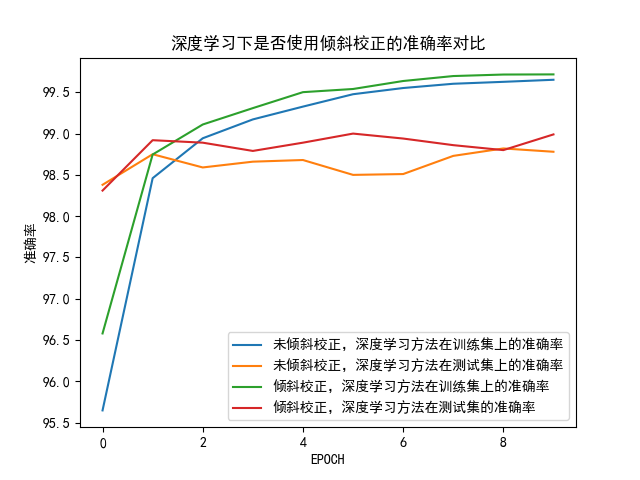 深度学习下是否使用倾斜校正的准确率对比
准确率
99.5
99.0
98.5
98.0
97.5
97.0
96.5
96.0
95.5
未倾斜校正，深度学习方法在训练集上的准确率
未倾斜校正，深度学习方法在测试集上的准确率
倾斜校正，深度学习方法在训练集上的准确率
倾斜校正，深度学习方法在测试集的准确率
0 2 4 6 8
EPOCH